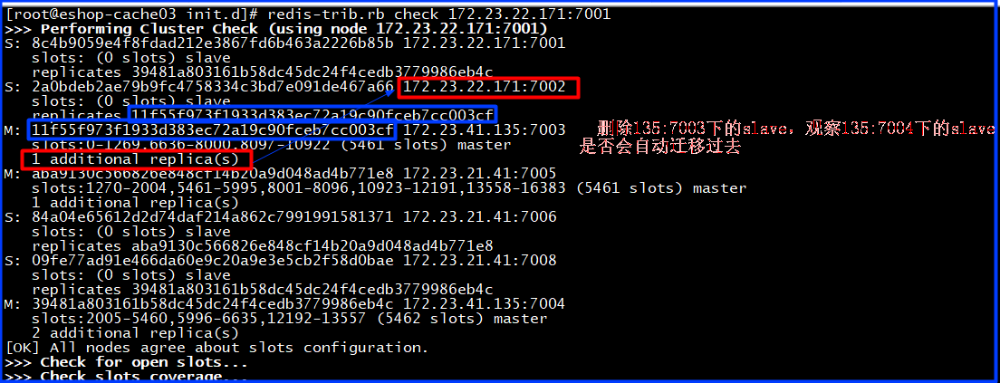 [root@eshop-cache03 init.d]# redis-trib.rb check 172.23.22.171:7001
>>> Performing Cluster Check (using node 172.23.22.171:7001)
S: 8c4b9059e4f8fdad212e3867fd6b463a2226b85b 172.23.22.171:7001
slots: (0 slots) slave
replicates 39481a803161b58dc45dc24f4cedb3779986eb4c
S: 2a0bdeb2ae79b9fc4758334c3bd7e091de467a66 172.23.22.171:7002
slots: (0 slots) slave
replicates 11f55f973f1933d383ec72a19c90fceb7cc003cf
M: 11f55f973f1933d383ec72a19c90fceb7cc003cf 172.23.41.135:7003
删除135:7003下的slave，观察135:7004下的slave
slots:0-1269,6636-8000,8097-10922 (5461 slots) master
是否会自动迁移过去
1 additional replica(s)
M: aba9130c566826e848cf14b20a9d048ad4b771e8 172.23.21.41:7005
slots:1270-2004,5461-5995,8001-8096,10923-12191,13558-16383 (5461 slots) master
1 additional replica(s)
S: 84a04e65612d2d74daf214a862c7991991581371 172.23.21.41:7006
slots: (0 slots) slave
replicates aba9130c566826e848cf14b20a9d048ad4b771e8
S: 09fe77ad91e466da60e9c20a9e3e5cb2f58d0bae 172.23.21.41:7008
slots: (0 slots) slave
replicates 39481a803161b58dc45dc24f4cedb3779986eb4c
M: 39481a803161b58dc45dc24f4cedb3779986eb4c 172.23.41.135:7004
slots:2005-5460,5996-6635,12192-13557 (5462 slots) master
2 additional replica(s)
[OK] All nodes agree about slots configuration.
>>> Check for open slots...
>>> Check slots coverage...